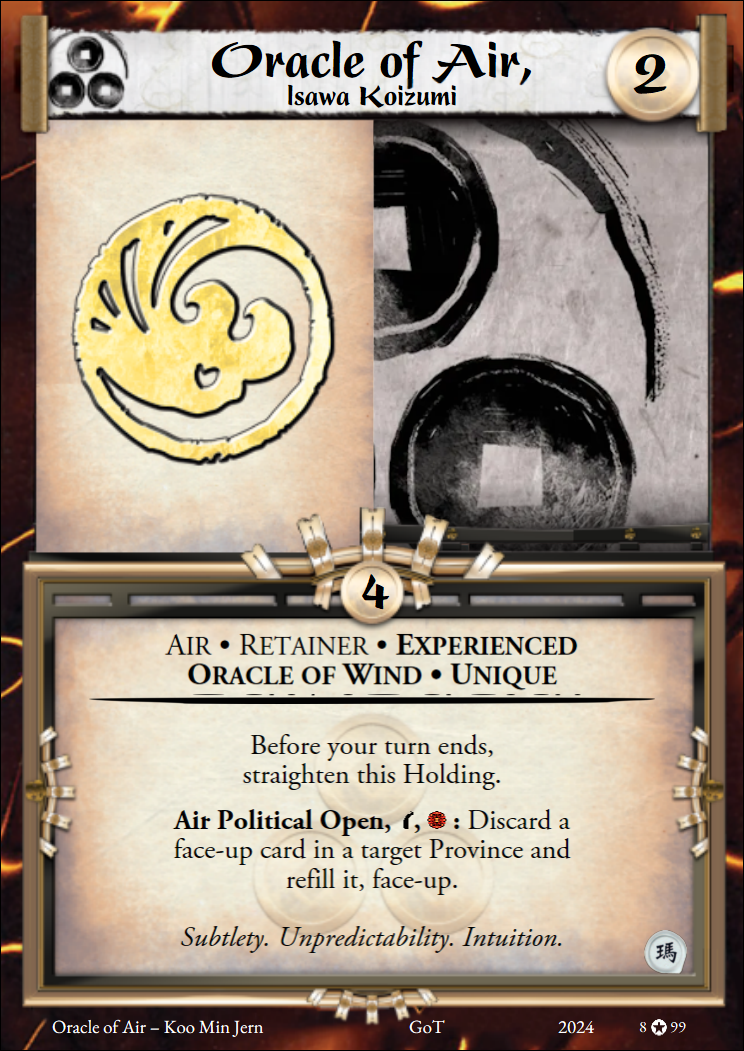 Oracle of Air,
Isawa Koizumi
2
4
AIR • RETAINER • EXPERIENCED
ORACLE OF WIND • UNIQUE
Before your turn ends,
straighten this Holding.
Air Political Open, , : Discard a
face-up card in a target Province and
refill it, face-up.
Subtlety. Unpredictability. Intuition.
瑪
Oracle of Air – Koo Min Jern GoT 2024 8 99